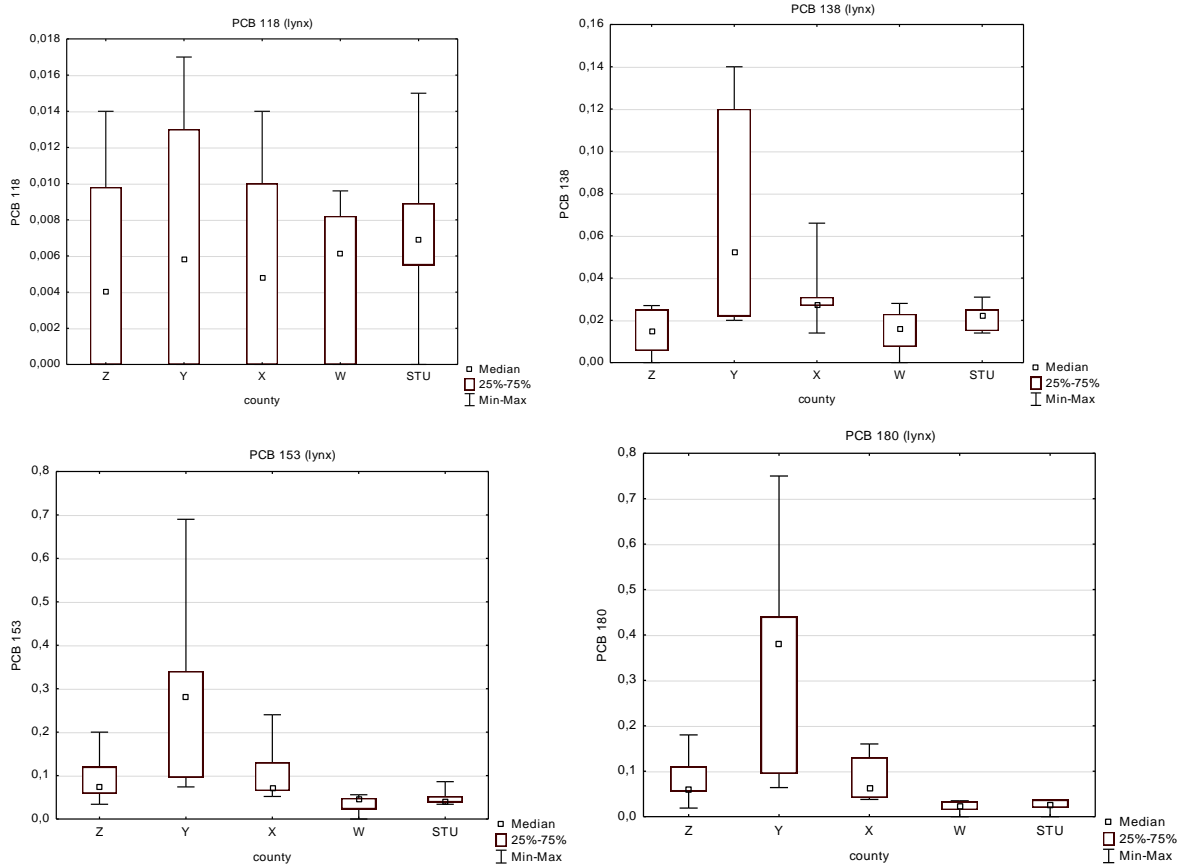 PCB 118 (lynx)
0,018
0,016
0,014
0,012
0,010
0,008
0,006
0,004
0,002
0,000
PCB 118
Z Y X W STU
county
Median
25%-75%
Min-Max
PCB 138 (lynx)
0,16
0,14
0,12
0,10
0,08
0,06
0,04
0,02
0,00
PCB 138
Z Y X W STU
county
Median
25%-75%
Min-Max
PCB 153 (lynx)
0,8
0,7
0,6
0,5
0,4
0,3
0,2
0,1
0,0
PCB 153
Z Y X W STU
county
Median
25%-75%
Min-Max
PCB 180 (lynx)
0,8
0,7
0,6
0,5
0,4
0,3
0,2
0,1
0,0
PCB 180
Z Y X W STU
county
Median
25%-75%
Min-Max